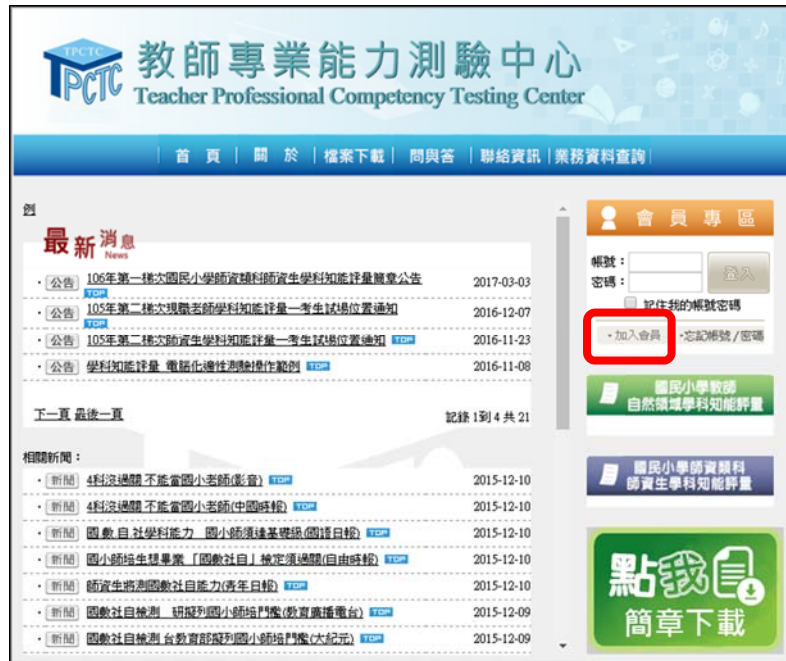 TPCTC
TPCTC
教師專業能力測驗中心
Teacher Professional Competency Testing Center
首 頁 | 關 於 | 檔案下載 | 問與答 | 聯絡資訊 | 業務資料查詢
例
最新消息
News
‧公告 106年第一梯次國民小學師資類科師資生學科知能評量簡章公告 TOP 2017-03-03
‧公告 105年第二梯次現職老師學科知能評量—考生試場位置通知 TOP 2016-12-07
‧公告 105年第二梯次師資生學科知能評量—考生試場位置通知 TOP 2016-11-23
‧公告 學科知能評量_電腦化適性測驗操作範例 TOP 2016-11-08
下一頁 最後一頁 記錄 1到 4 共 21
相關新聞：
‧新聞 4科沒過關 不能當國小老師(影音) TOP 2015-12-10
‧新聞 4科沒過關 不能當國小老師(中國時報) TOP 2015-12-10
‧新聞 國.數.自.社學科能力 國小師須達基礎級(國語日報) TOP 2015-12-10
‧新聞 國小師培生想畢業 「國數社自」檢定須過關(自由時報) TOP 2015-12-10
‧新聞 師資生將測國數社自能力(青年日報) TOP 2015-12-10
‧新聞 國數社自檢測 研擬列國小師培門檻(教育廣播電台) TOP 2015-12-09
‧新聞 國數社自檢測 台教育部擬列國小師培門檻(大紀元) TOP 2015-12-09
會員專區
帳號：
密碼：
登入
記住我的帳號密碼
‧加入會員 ‧忘記帳號/密碼
國民小學教師
自然領域學科知能評量
國民小學師資類科
師資生學科知能評量
點我
簡章下載